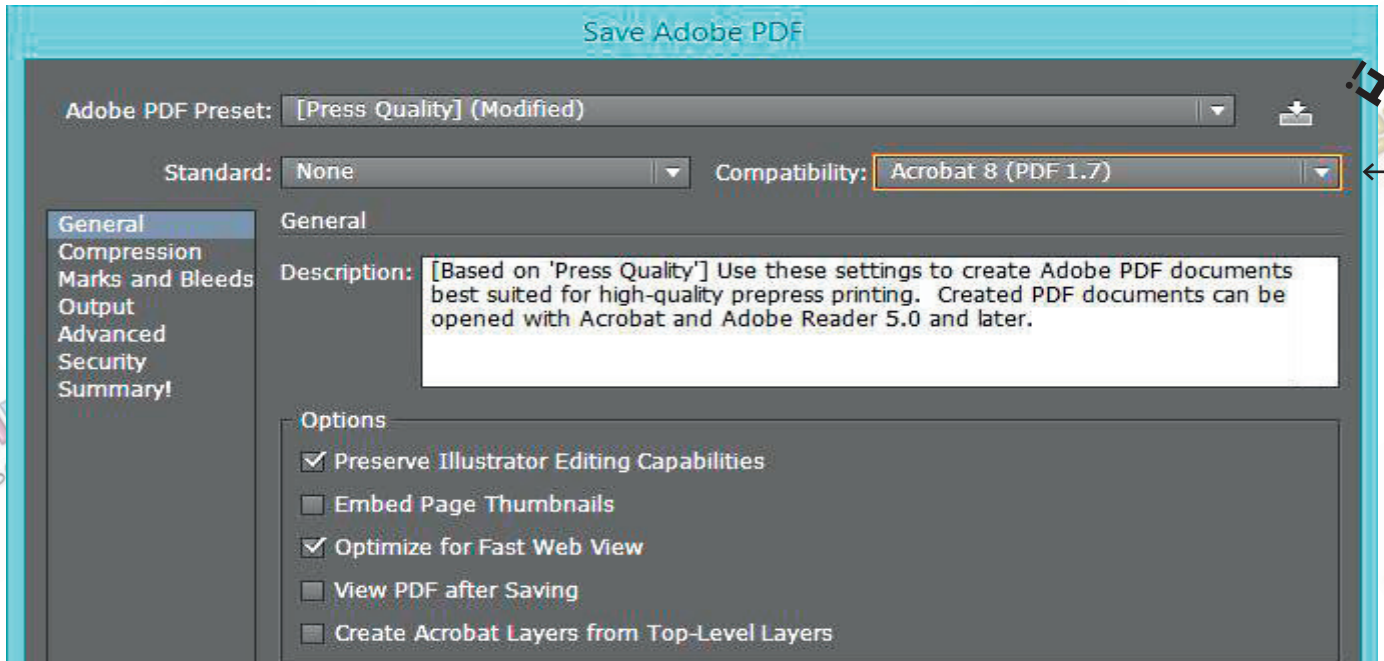 Save Adobe PDF
Adobe PDF Preset: [Press Quality] (Modified)
Standard: None Compatibility: Acrobat 8 (PDF 1.7)
General
Compression
Marks and Bleeds
Output
Advanced
Security
Summary!
General
Description: [Based on 'Press Quality'] Use these settings to create Adobe PDF documents
best suited for high-quality prepress printing. Created PDF documents can be
opened with Acrobat and Adobe Reader 5.0 and later.
Options
Preserve Illustrator Editing Capabilities
Embed Page Thumbnails
Optimize for Fast Web View
View PDF after Saving
Create Acrobat Layers from Top-Level Layers